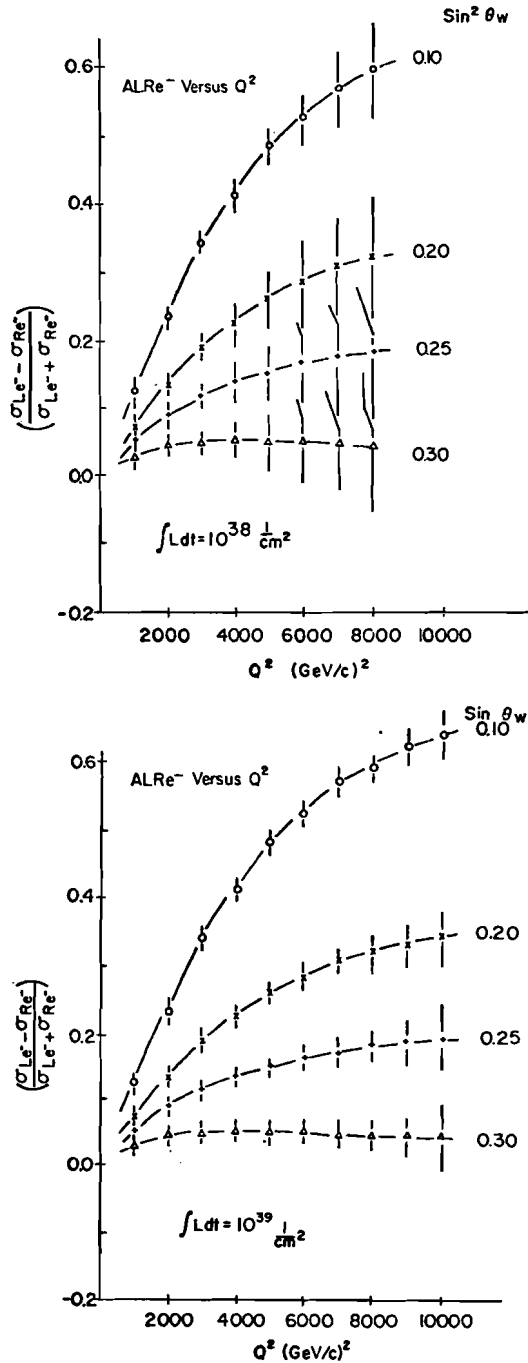 Sin² θw
0.6
ALRe⁻ Versus Q²
0.10
0.4
0.20
0.2
0.25
0.30
0.0
-0.2
(σLe⁻ - σRe⁻ / σLe⁻ + σRe⁻)
∫Ldt = 10³⁸ 1/cm²
2000 4000 6000 8000 10000
Q² (GeV/c)²
Sin θw
0.10
0.6
ALRe⁻ Versus Q²
0.4
0.20
0.2
0.25
0.30
0.0
-0.2
(σLe⁻ - σRe⁻ / σLe⁻ + σRe⁻)
∫Ldt = 10³⁹ 1/cm²
2000 4000 6000 8000 10000
Q² (GeV/c)²